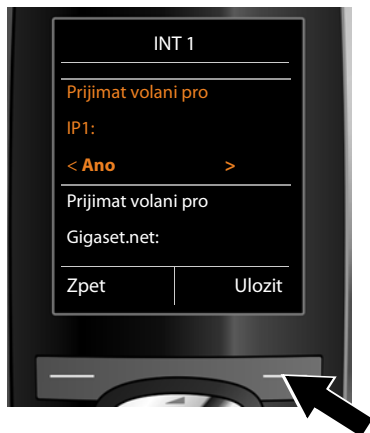 INT 1
Prijimat volani pro
IP1:
< Ano >
Prijimat volani pro
Gigaset.net:
Zpet Ulozit